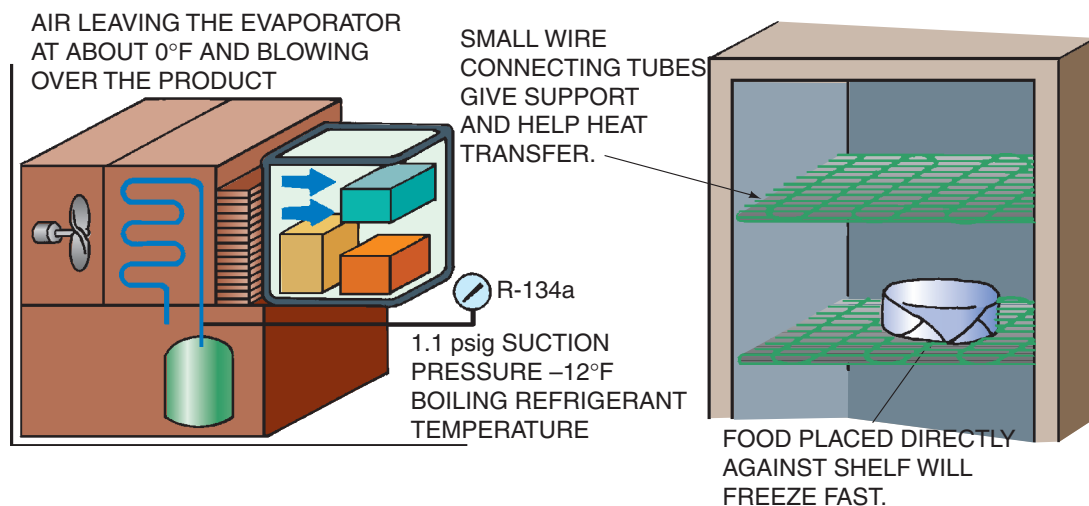 AIR LEAVING THE EVAPORATOR
AT ABOUT 0°F AND BLOWING
OVER THE PRODUCT
SMALL WIRE
CONNECTING TUBES
GIVE SUPPORT
AND HELP HEAT
TRANSFER.
R-134a
1.1 psig SUCTION
PRESSURE –12°F
BOILING REFRIGERANT
TEMPERATURE
FOOD PLACED DIRECTLY
AGAINST SHELF WILL
FREEZE FAST.